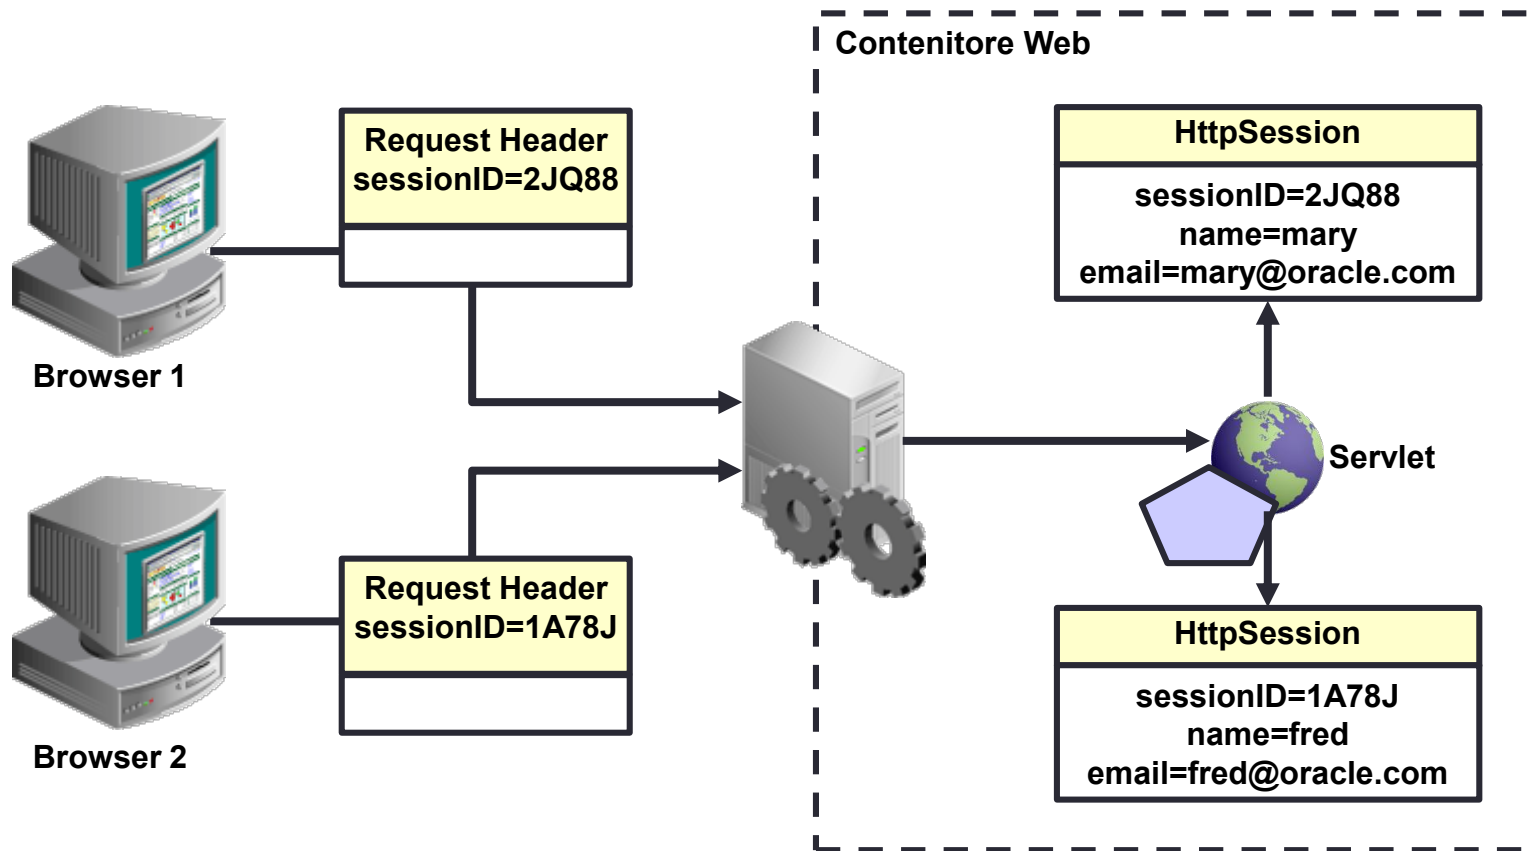 Contenitore Web
Request Header
sessionID=2JQ88
HttpSession
sessionID=2JQ88
name=mary
email=mary@oracle.com
Browser 1
Servlet
Request Header
sessionID=1A78J
HttpSession
sessionID=1A78J
name=fred
email=fred@oracle.com
Browser 2